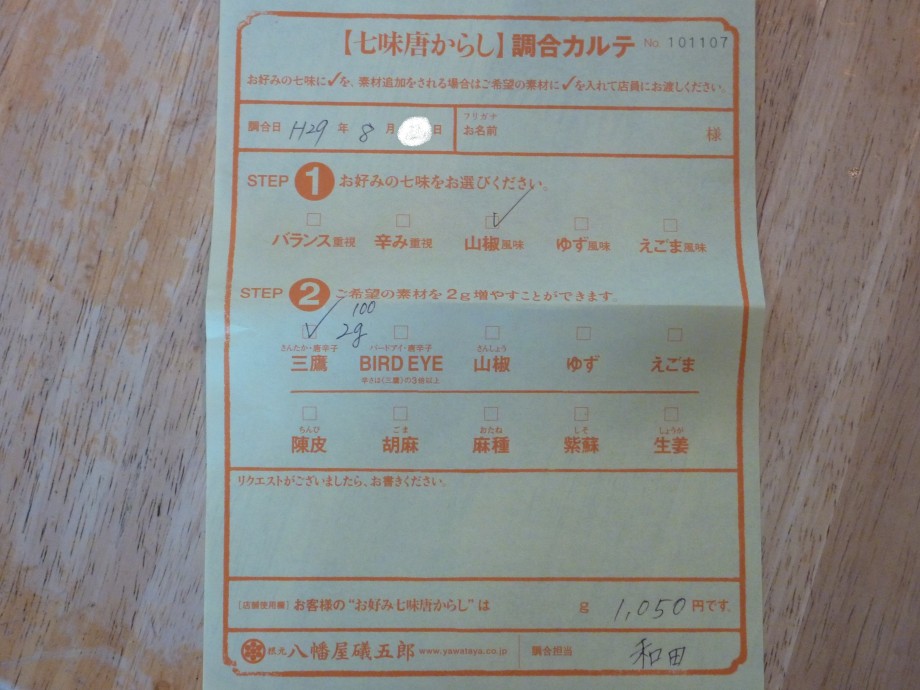 【七味唐からし】調合カルテ No 101107
お好みの七味に✓を、素材追加をされる場合はご希望の素材に✓を入れて店員にお渡しください。
調合日 H29 年 8 月 日 フリガナ お名前 様
STEP 1 お好みの七味をお選びください。
✓
バランス重視 辛み重視 山椒風味 ゆず風味 えごま風味
STEP 2 ご希望の素材を2g増やすことができます。
100
✓ 2g
さんたか・唐辛子 バードアイ・唐辛子 さんしょう
三鷹 BIRD EYE 山椒 ゆず えごま
辛さは〈三鷹〉の3倍以上
ちんぴ ごま おたね しそ しょうが
陳皮 胡麻 麻種 紫蘇 生姜
リクエストがございましたら、お書きください。
[店舗使用欄] お客様の“お好み七味唐からし”は g 1,050 円です。
根元 八幡屋礒五郎 www.yawataya.co.jp 調合担当 和田